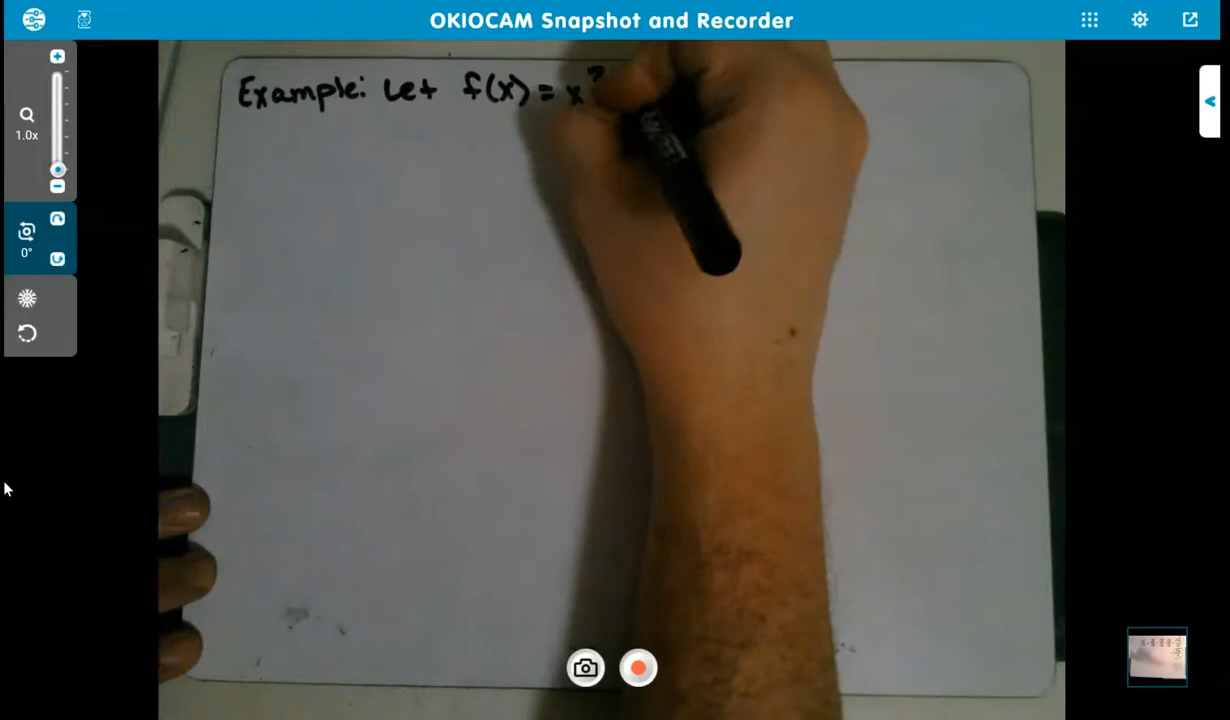 OKIOCAM Snapshot and Recorder
1.0x
0°
Example: Let f(x) = x